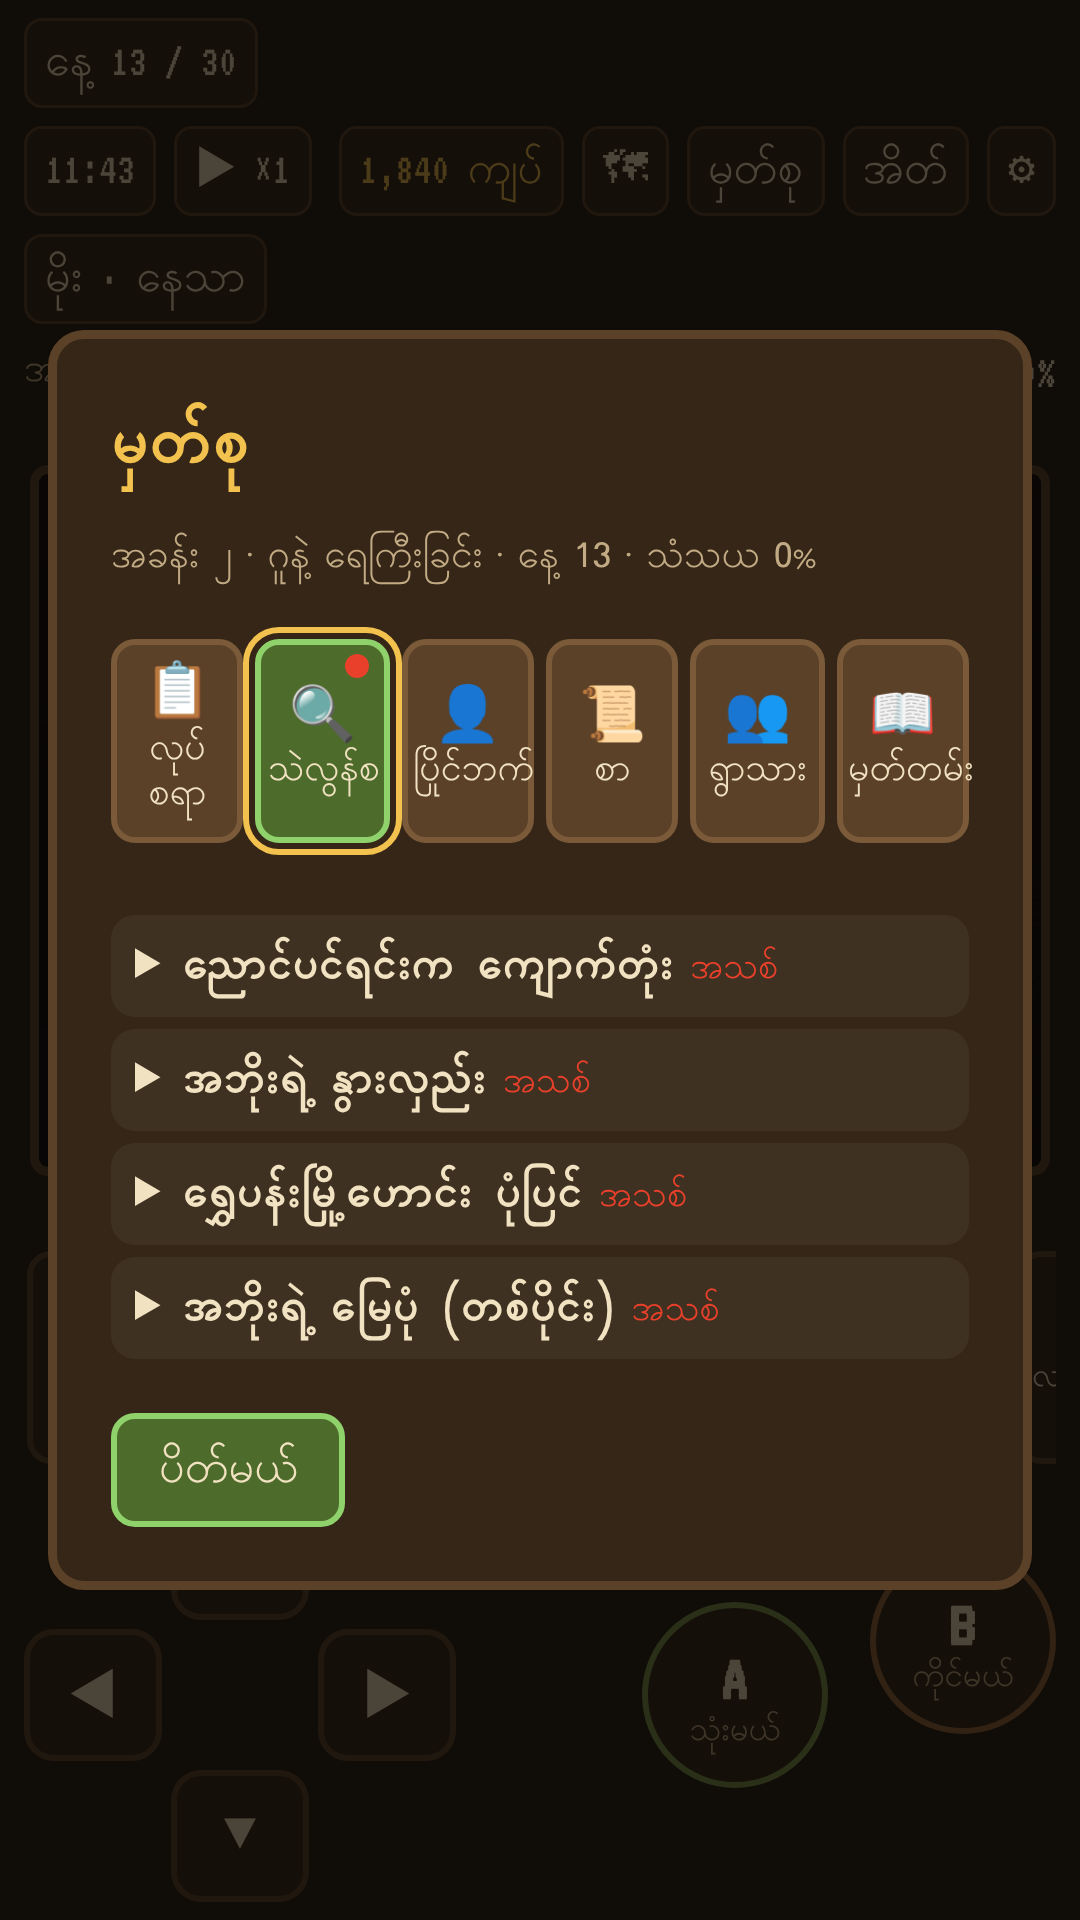 နေ့ 13 / 30
11:43 ▶ x1 1,840 ကျပ် မှတ်စု အိတ်
မိုး · နေသာ
%
မှတ်စု
အခန်း ၂ · ဂူနဲ့ ရေကြီးခြင်း · နေ့ 13 · သံသယ 0%
လုပ်စရာ
သဲလွန်စ
ပြိုင်ဘက်
စာ
ရွာသား
မှတ်တမ်း
▶ ညောင်ပင်ရင်းက ကျောက်တုံး အသစ်
▶ အဘိုးရဲ့ နွားလှည်း အသစ်
▶ ရွှေပန်းမြို့ဟောင်း ပုံပြင် အသစ်
▶ အဘိုးရဲ့ မြေပုံ (တစ်ပိုင်း) အသစ်
ပိတ်မယ်
B
ကိုင်မယ်
A
သုံးမယ်